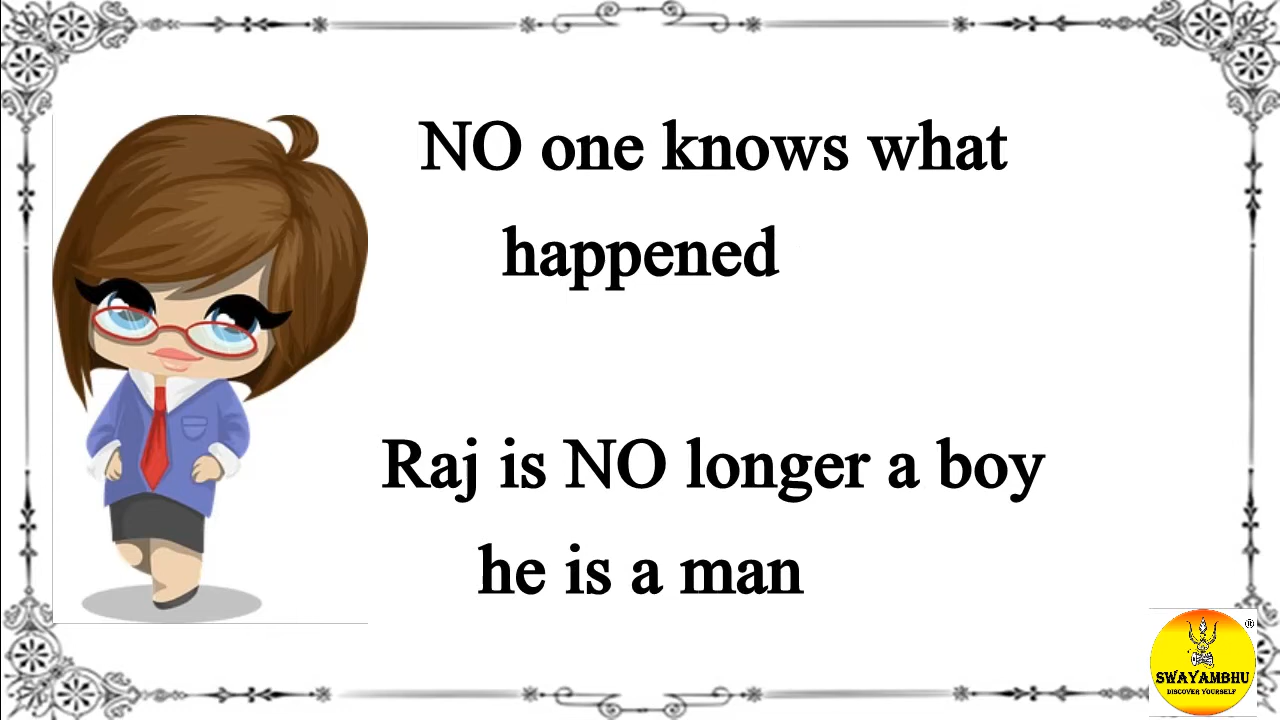 NO one knows what
happened
Raj is NO longer a boy
he is a man
®
SWAYAMBHU
DISCOVER YOURSELF